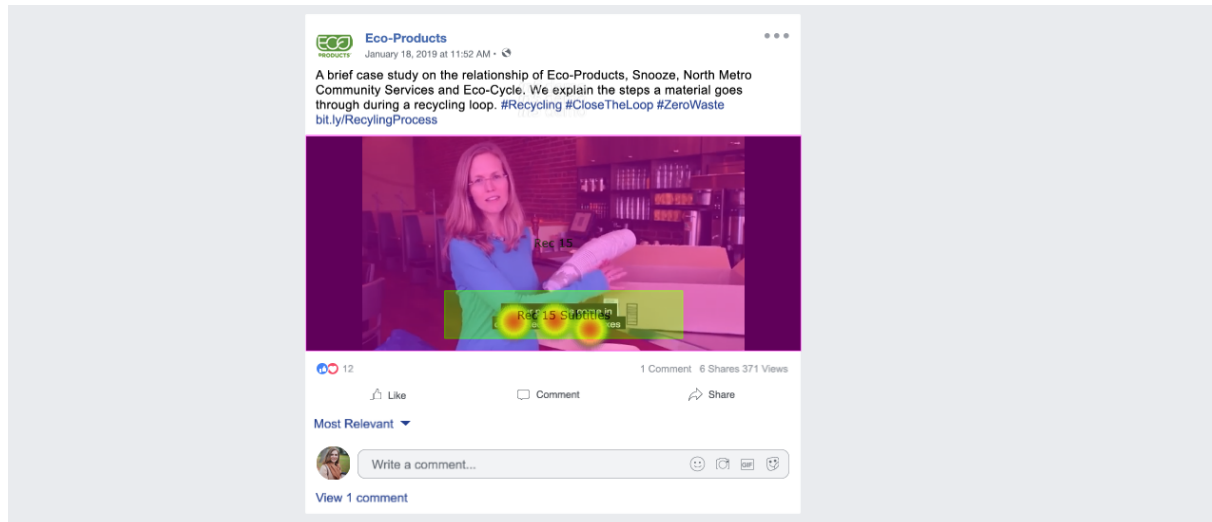 ECO
PRODUCTS
Eco-Products
January 18, 2019 at 11:52 AM •
A brief case study on the relationship of Eco-Products, Snooze, North Metro
Community Services and Eco-Cycle. We explain the steps a material goes
through during a recycling loop. #Recycling #CloseTheLoop #ZeroWaste
bit.ly/RecylingProcess
Rec 15
Rec 15 Subtitles
12
1 Comment 6 Shares 371 Views
Like
Comment
Share
Most Relevant
Write a comment...
GIF
View 1 comment